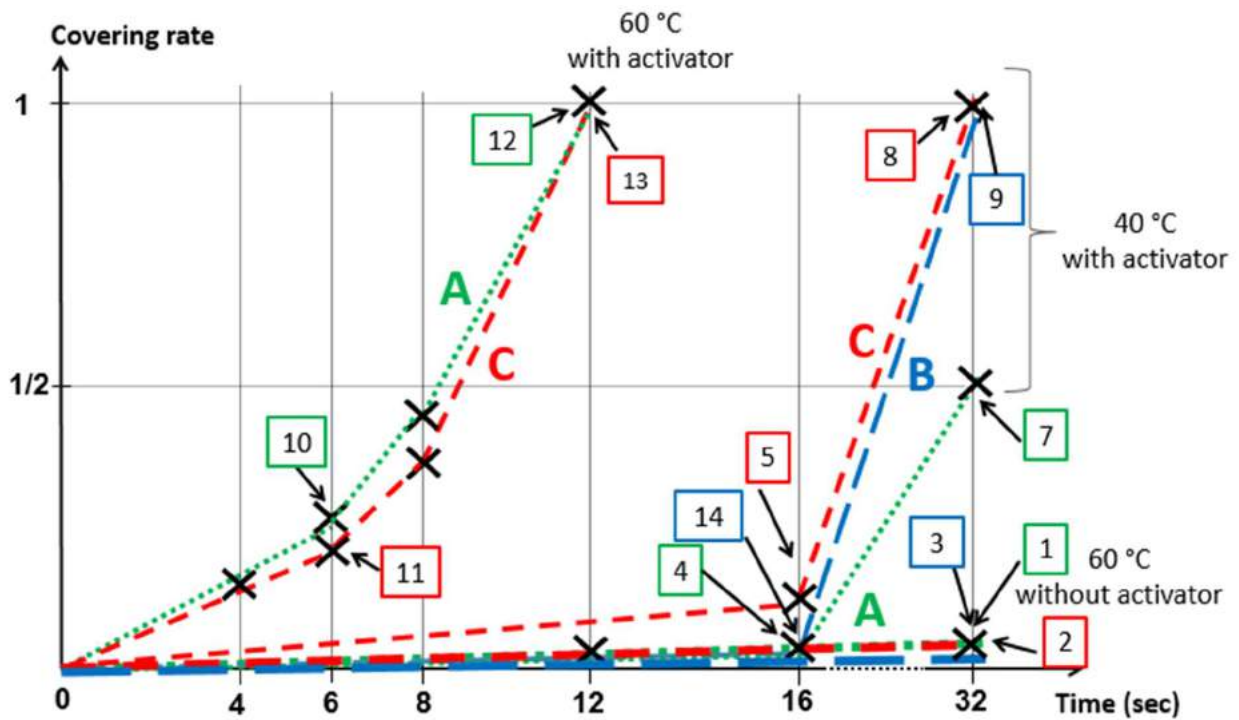 60 °C
with activator
Covering rate
1
12
13
8
9
40 °C
with activator
A
C
C
B
1/2
10
7
5
14
3
1
11
4
60 °C
without activator
A
2
0
4
6
8
12
16
32
Time (sec)